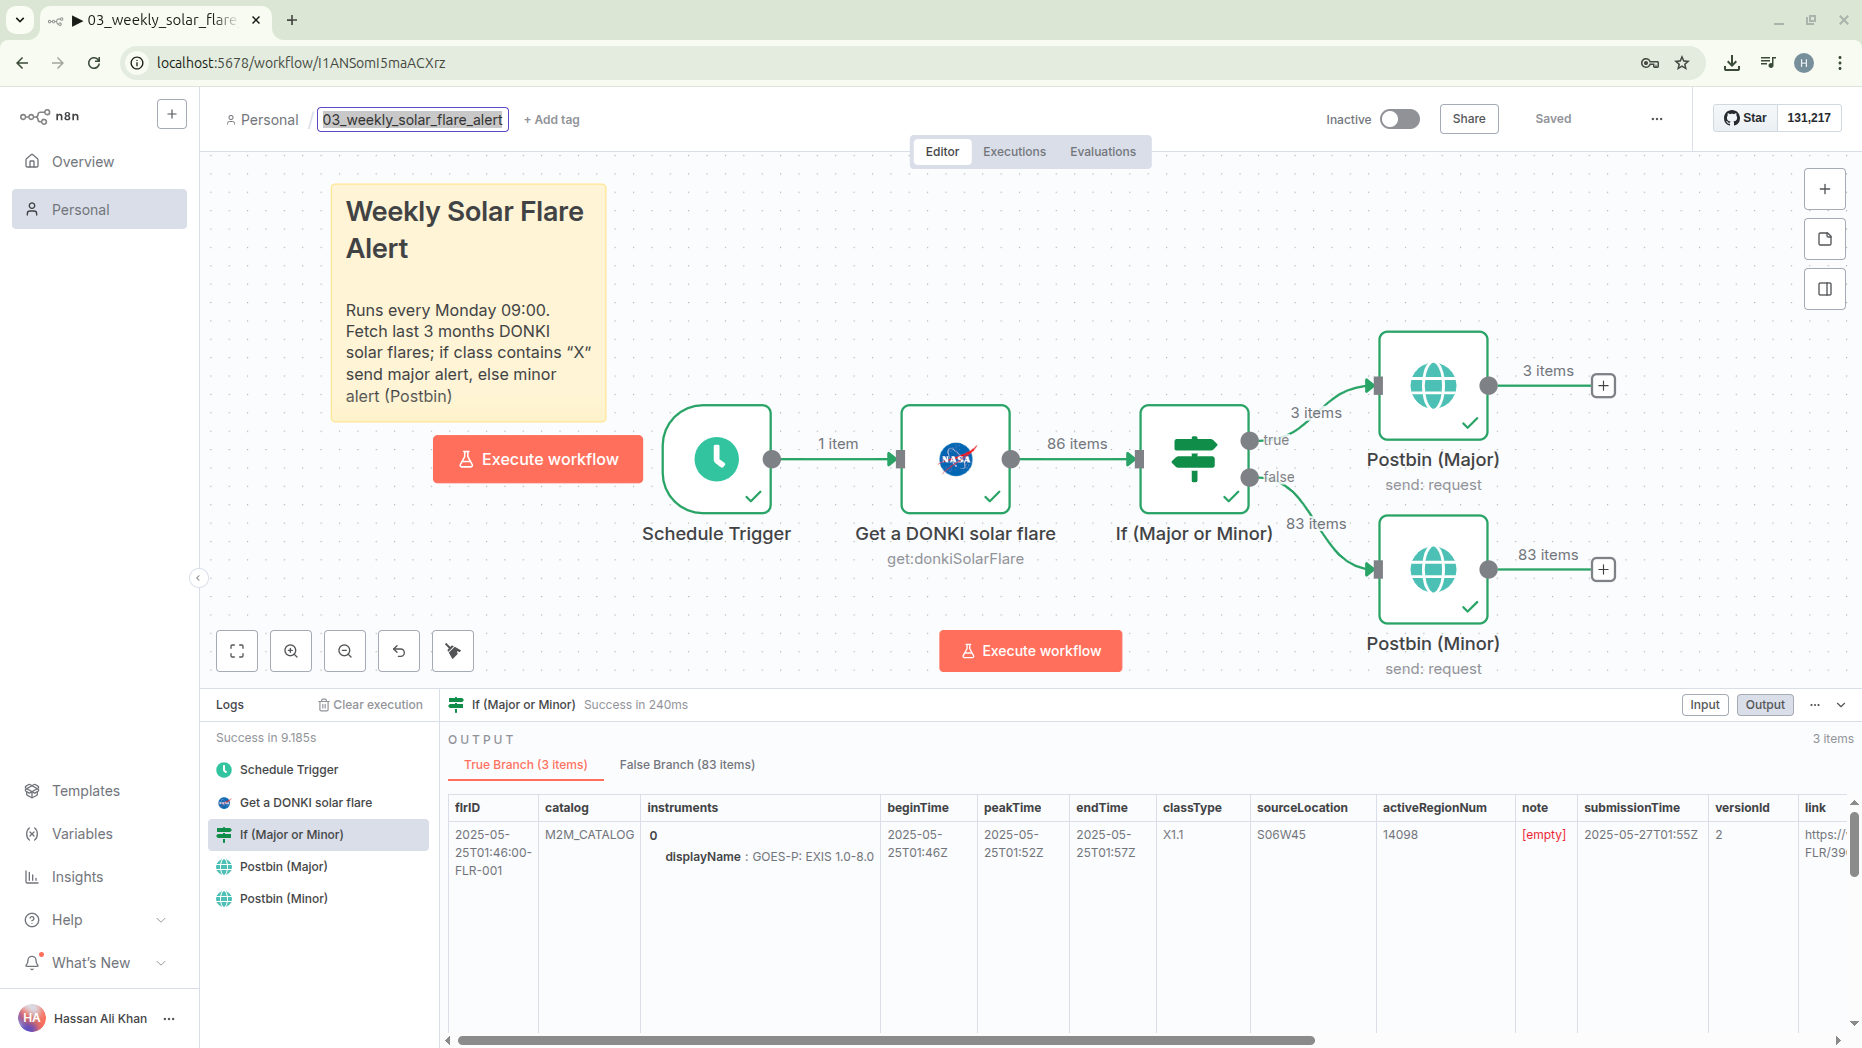 ▶ 03_weekly_solar_flare
localhost:5678/workflow/I1ANSomI5maACXrz
H
n8n
Overview
Personal
Templates
Variables
Insights
Help
What's New
HA
Hassan Ali Khan
Personal / 03_weekly_solar_flare_alert + Add tag
Inactive
Share
Saved
Star 131,217
Editor Executions Evaluations
Weekly Solar Flare
Alert
Runs every Monday 09:00.
Fetch last 3 months DONKI
solar flares; if class contains “X”
send major alert, else minor
alert (Postbin)
Execute workflow
Schedule Trigger
1 item
NASA
Get a DONKI solar flare
get:donkiSolarFlare
86 items
If (Major or Minor)
true
false
3 items
83 items
Postbin (Major)
send: request
3 items
Postbin (Minor)
send: request
83 items
Execute workflow
Logs
Clear execution
Success in 9.185s
Schedule Trigger
Get a DONKI solar flare
If (Major or Minor)
Postbin (Major)
Postbin (Minor)
If (Major or Minor) Success in 240ms
Input Output
OUTPUT
3 items
True Branch (3 items) False Branch (83 items)
flrID catalog instruments beginTime peakTime endTime classType sourceLocation activeRegionNum note submissionTime versionId link
2025-05- M2M_CATALOG 0 2025-05- 2025-05- 2025-05- X1.1 S06W45 14098 [empty] 2025-05-27T01:55Z 2 https://
25T01:46:00- displayName : GOES-P: EXIS 1.0-8.0 25T01:46Z 25T01:52Z 25T01:57Z FLR/39
FLR-001